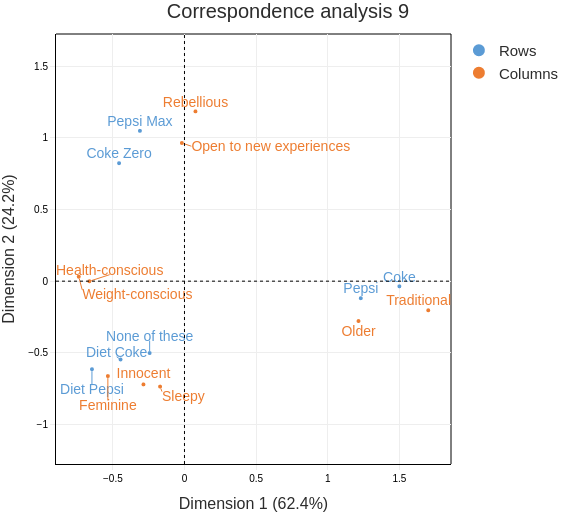 Correspondence analysis 9
Rows
Columns
1.5
1
0.5
0
−0.5
−1
Dimension 2 (24.2%)
Rebellious
Pepsi Max
Open to new experiences
Coke Zero
Health-conscious
Weight-conscious
Coke
Pepsi
Traditional
Older
None of these
Diet Coke
Innocent
Diet Pepsi
Sleepy
Feminine
−0.5
0
0.5
1
1.5
Dimension 1 (62.4%)